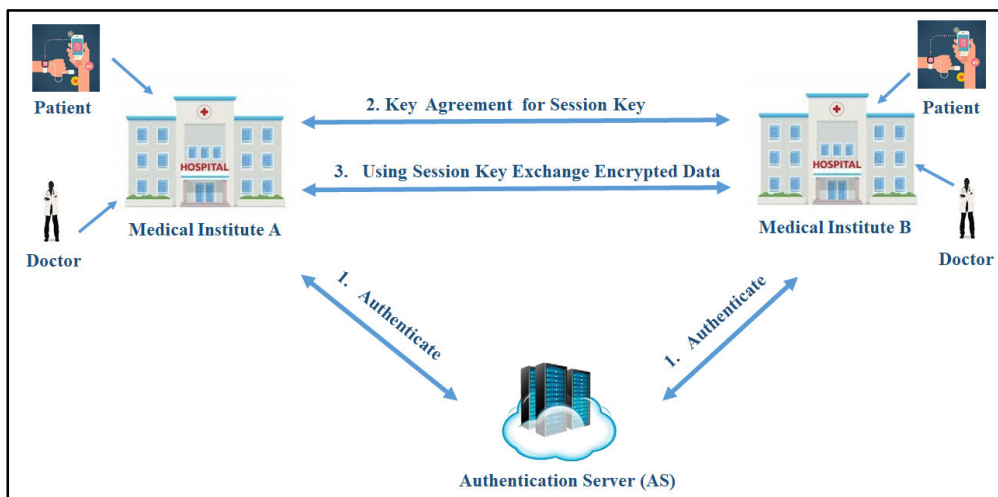 Patient
HOSPITAL
Medical Institute A
Doctor
2. Key Agreement for Session Key
3. Using Session Key Exchange Encrypted Data
Patient
HOSPITAL
Medical Institute B
Doctor
1. Authenticate
1. Authenticate
Authentication Server (AS)